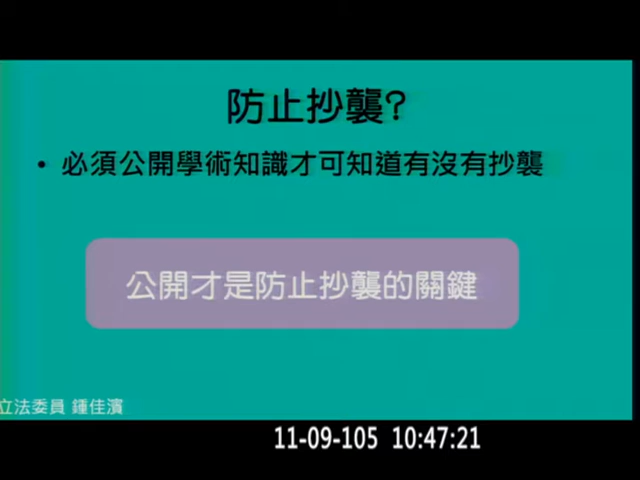 防止抄襲?
• 必須公開學術知識才可知道有沒有抄襲
公開才是防止抄襲的關鍵
立法委員 鍾佳濱
11-09-105 10:47:21